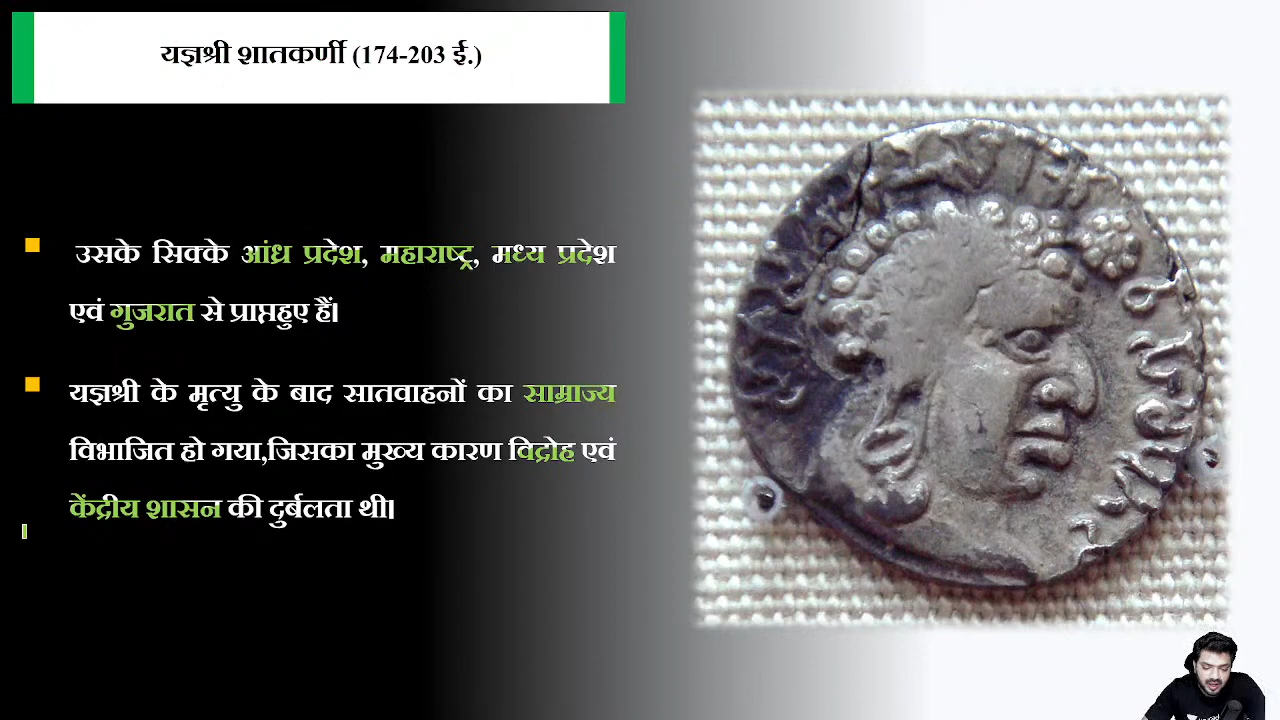 यज्ञश्री शातकर्णी (174-203 ई.)
उसके सिक्के आंध्र प्रदेश, महाराष्ट्र, मध्य प्रदेश
एवं गुजरात से प्राप्तहुए हैं।
यज्ञश्री के मृत्यु के बाद सातवाहनों का साम्राज्य
विभाजित हो गया,जिसका मुख्य कारण विद्रोह एवं
केंद्रीय शासन की दुर्बलता थी।